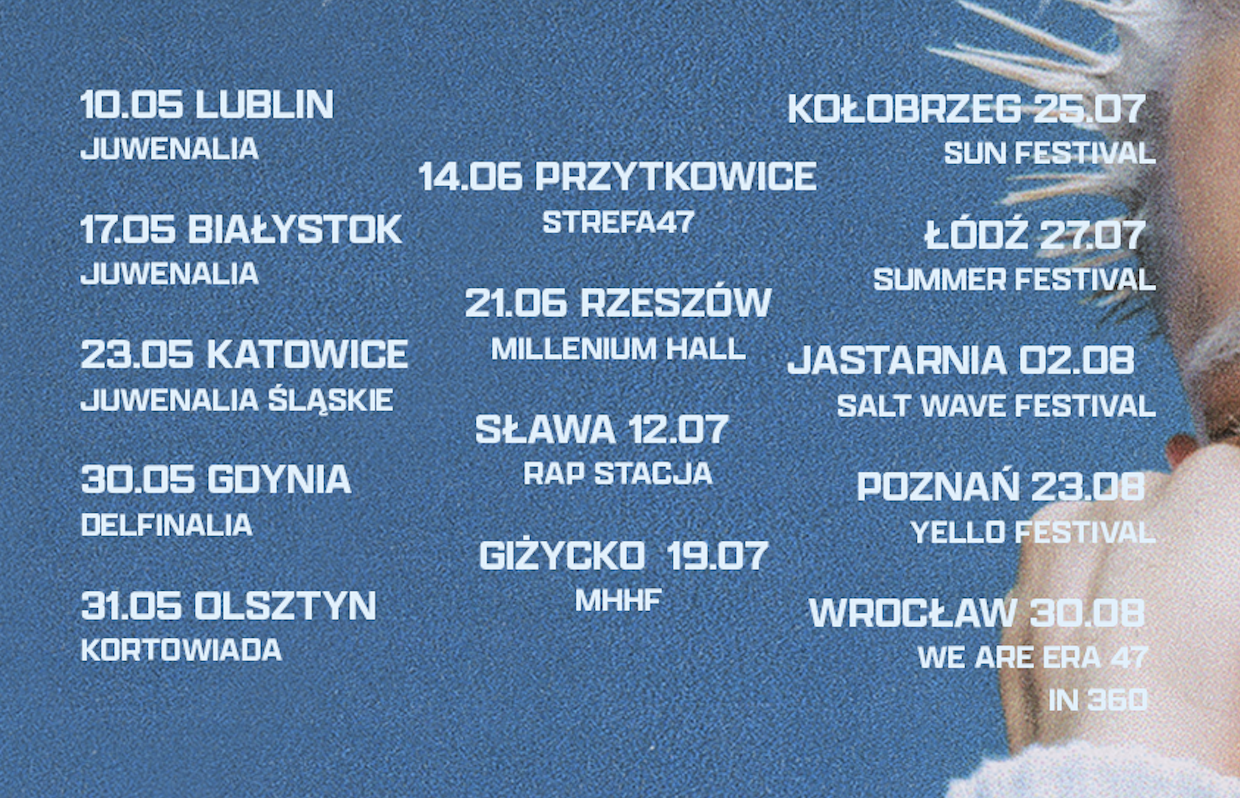 10.05 LUBLIN
JUWENALIA
17.05 BIAŁYSTOK
JUWENALIA
23.05 KATOWICE
JUWENALIA ŚLĄSKIE
30.05 GDYNIA
DELFINALIA
31.05 OLSZTYN
KORTOWIADA
14.06 PRZYTKOWICE
STREFA47
21.06 RZESZÓW
MILLENIUM HALL
SŁAWA 12.07
RAP STACJA
GIŻYCKO 19.07
MHHF
KOŁOBRZEG 25.07
SUN FESTIVAL
ŁÓDŹ 27.07
SUMMER FESTIVAL
JASTARNIA 02.08
SALT WAVE FESTIVAL
POZNAŃ 23.08
YELLO FESTIVAL
WROCŁAW 30.08
WE ARE ERA 47
IN 360